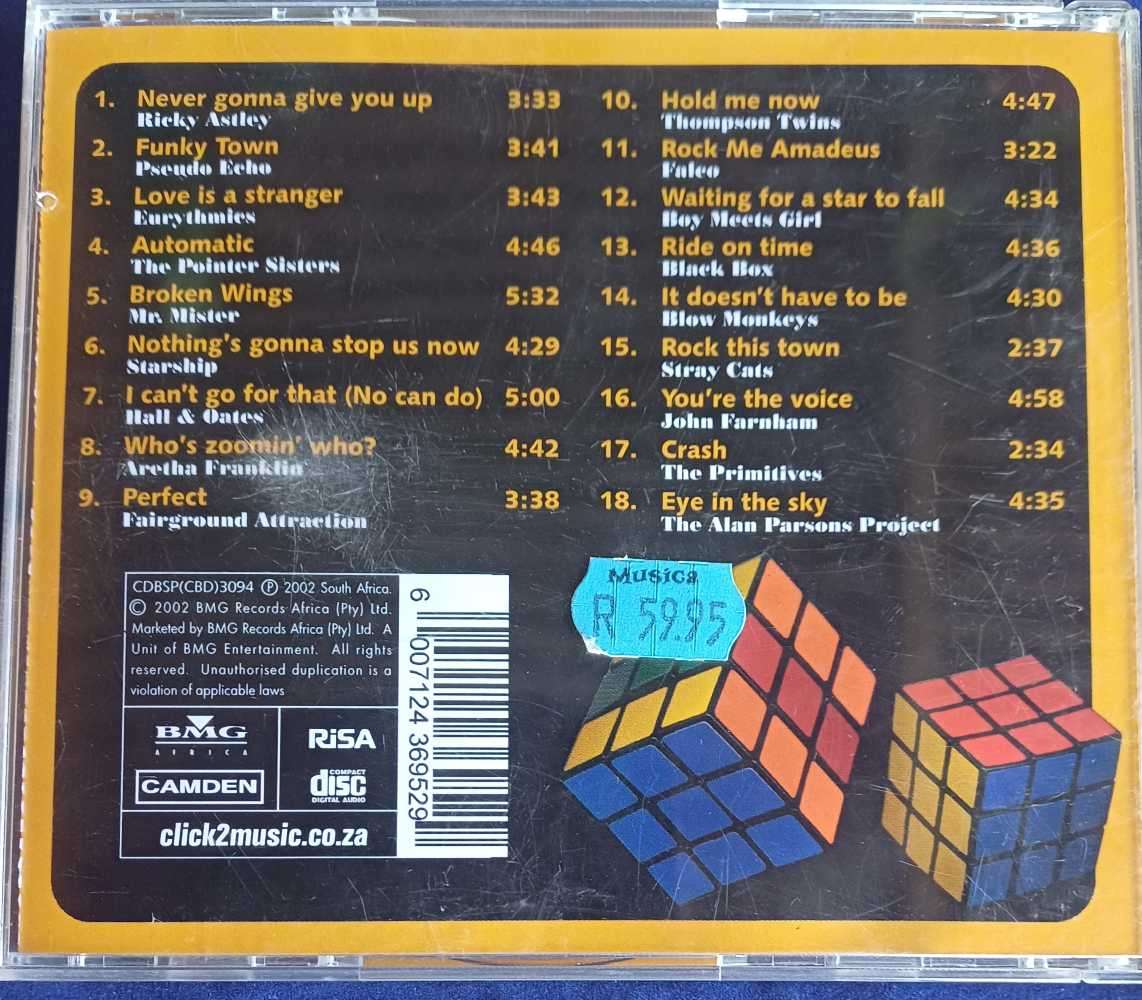 1. Never gonna give you up 3:33
Ricky Astley
2. Funky Town 3:41
Pseudo Echo
3. Love is a stranger 3:43
Eurythmics
4. Automatic 4:46
The Pointer Sisters
5. Broken Wings 5:32
Mr. Mister
6. Nothing's gonna stop us now 4:29
Starship
7. I can't go for that (No can do) 5:00
Hall & Oates
8. Who's zoomin' who? 4:42
Aretha Franklin
9. Perfect 3:38
Fairground Attraction
10. Hold me now 4:47
Thompson Twins
11. Rock Me Amadeus 3:22
Falco
12. Waiting for a star to fall 4:34
Boy Meets Girl
13. Ride on time 4:36
Black Box
14. It doesn't have to be 4:30
Blow Monkeys
15. Rock this town 2:37
Stray Cats
16. You're the voice 4:58
John Farnham
17. Crash 2:34
The Primitives
18. Eye in the sky 4:35
The Alan Parsons Project
CDBSP(CBD)3094 ℗ 2002 South Africa.
© 2002 BMG Records Africa (Pty) Ltd.
Marketed by BMG Records Africa (Pty) Ltd. A
Unit of BMG Entertainment. All rights
reserved. Unauthorised duplication is a
violation of applicable laws
BMG
AFRICA
CAMDEN
RiSA
COMPACT
disc
DIGITAL AUDIO
click2music.co.za
6 007124 369529
Musica
R 59.95